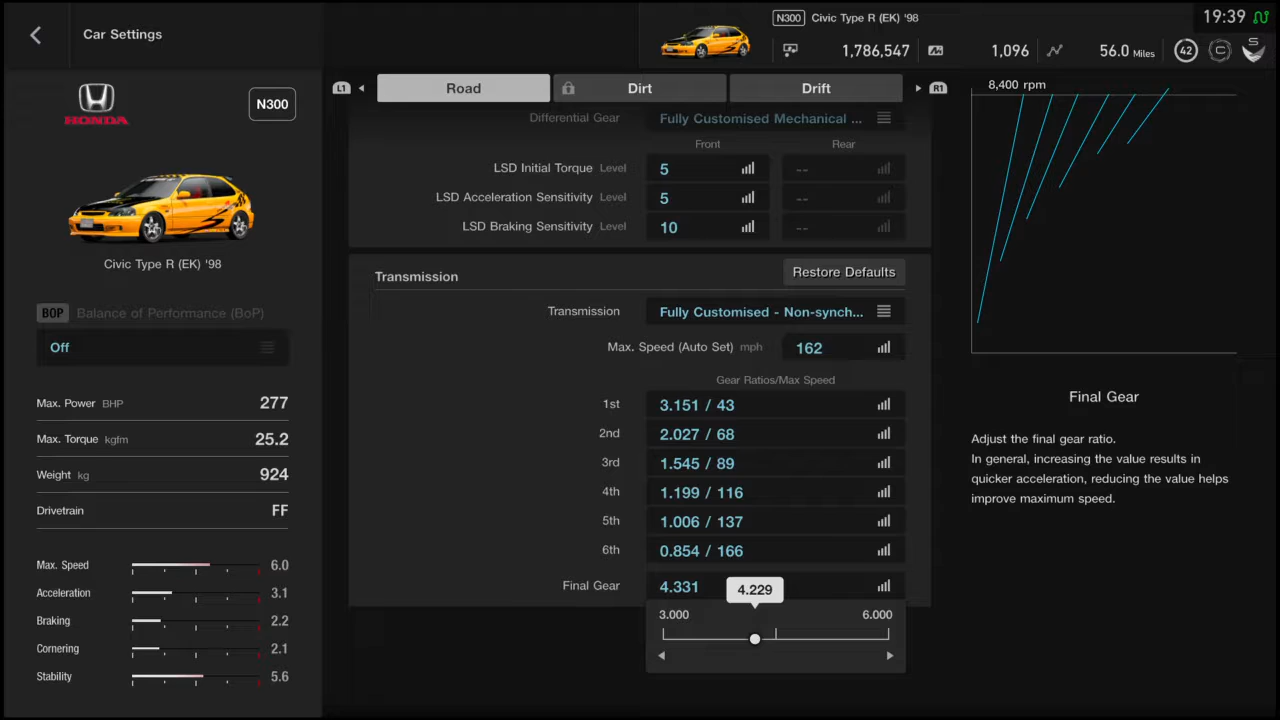 19:39
N300 Civic Type R (EK) '98
Car Settings
1,786,547 1,096 56.0 Miles 42 C S
L1 Road Dirt Drift R1
8,400 rpm
HONDA
N300
Differential Gear Fully Customised Mechanical ...
Front Rear
LSD Initial Torque Level 5 --
LSD Acceleration Sensitivity Level 5 --
LSD Braking Sensitivity Level 10 --
Civic Type R (EK) '98
Transmission Restore Defaults
BOP Balance of Performance (BoP)
Off
Transmission Fully Customised - Non-synch...
Max. Speed (Auto Set) mph 162
Gear Ratios/Max Speed
1st 3.151 / 43
2nd 2.027 / 68
3rd 1.545 / 89
4th 1.199 / 116
5th 1.006 / 137
6th 0.854 / 166
Final Gear 4.331
4.229
3.000 6.000
Max. Power BHP 277
Max. Torque kgfm 25.2
Weight kg 924
Drivetrain FF
Max. Speed 6.0
Acceleration 3.1
Braking 2.2
Cornering 2.1
Stability 5.6
Final Gear
Adjust the final gear ratio.
In general, increasing the value results in
quicker acceleration, reducing the value helps
improve maximum speed.